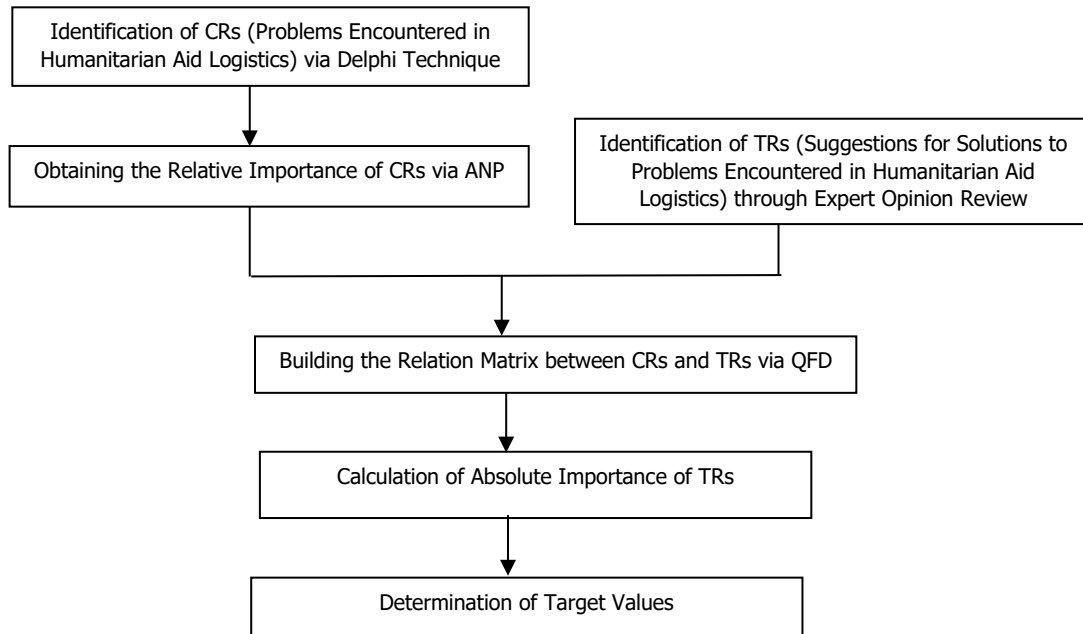 Identification of CRs (Problems Encountered in
Humanitarian Aid Logistics) via Delphi Technique
Obtaining the Relative Importance of CRs via ANP
Identification of TRs (Suggestions for Solutions to
Problems Encountered in Humanitarian Aid
Logistics) through Expert Opinion Review
Building the Relation Matrix between CRs and TRs via QFD
Calculation of Absolute Importance of TRs
Determination of Target Values